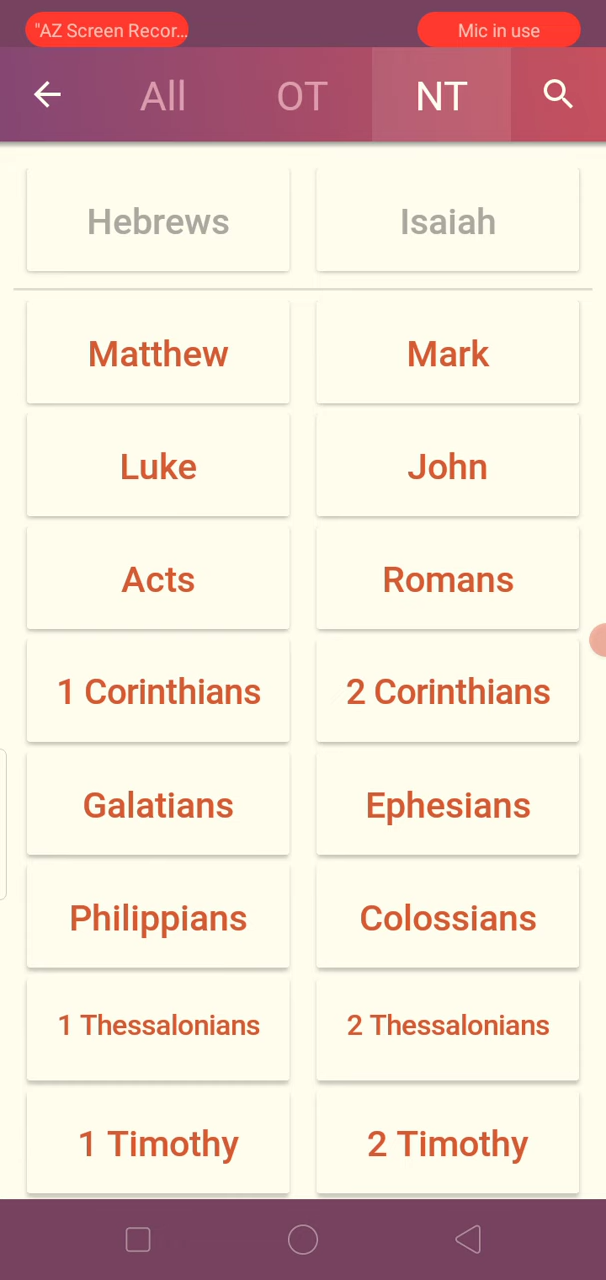 "AZ Screen Recor... Mic in use
All OT NT
Hebrews Isaiah
Matthew Mark
Luke John
Acts Romans
1 Corinthians 2 Corinthians
Galatians Ephesians
Philippians Colossians
1 Thessalonians 2 Thessalonians
1 Timothy 2 Timothy